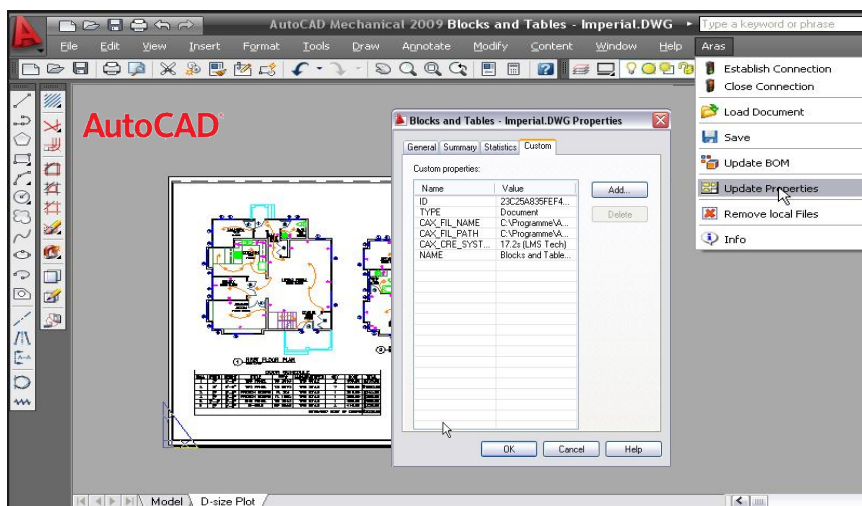 AutoCAD Mechanical 2009 Blocks and Tables - Imperial.DWG
Type a keyword or phrase
File Edit View Insert Format Tools Draw Annotate Modify Content Window Help Aras
Establish Connection
Close Connection
Load Document
Save
Update BOM
Update Properties
Remove local Files
Info
AutoCAD
Blocks and Tables - Imperial.DWG Properties
General Summary Statistics Custom
Custom properties:
Name Value
ID 23C25A835FEF4...
TYPE Document
CAX_FIL_NAME C:\Programme\A...
CAX_FIL_PATH C:\Programme\A...
CAX_CRE_SYST... 17.2s (LMS Tech)
NAME Blocks and Table...
Add...
Delete
OK Cancel Help
Model D-size Plot